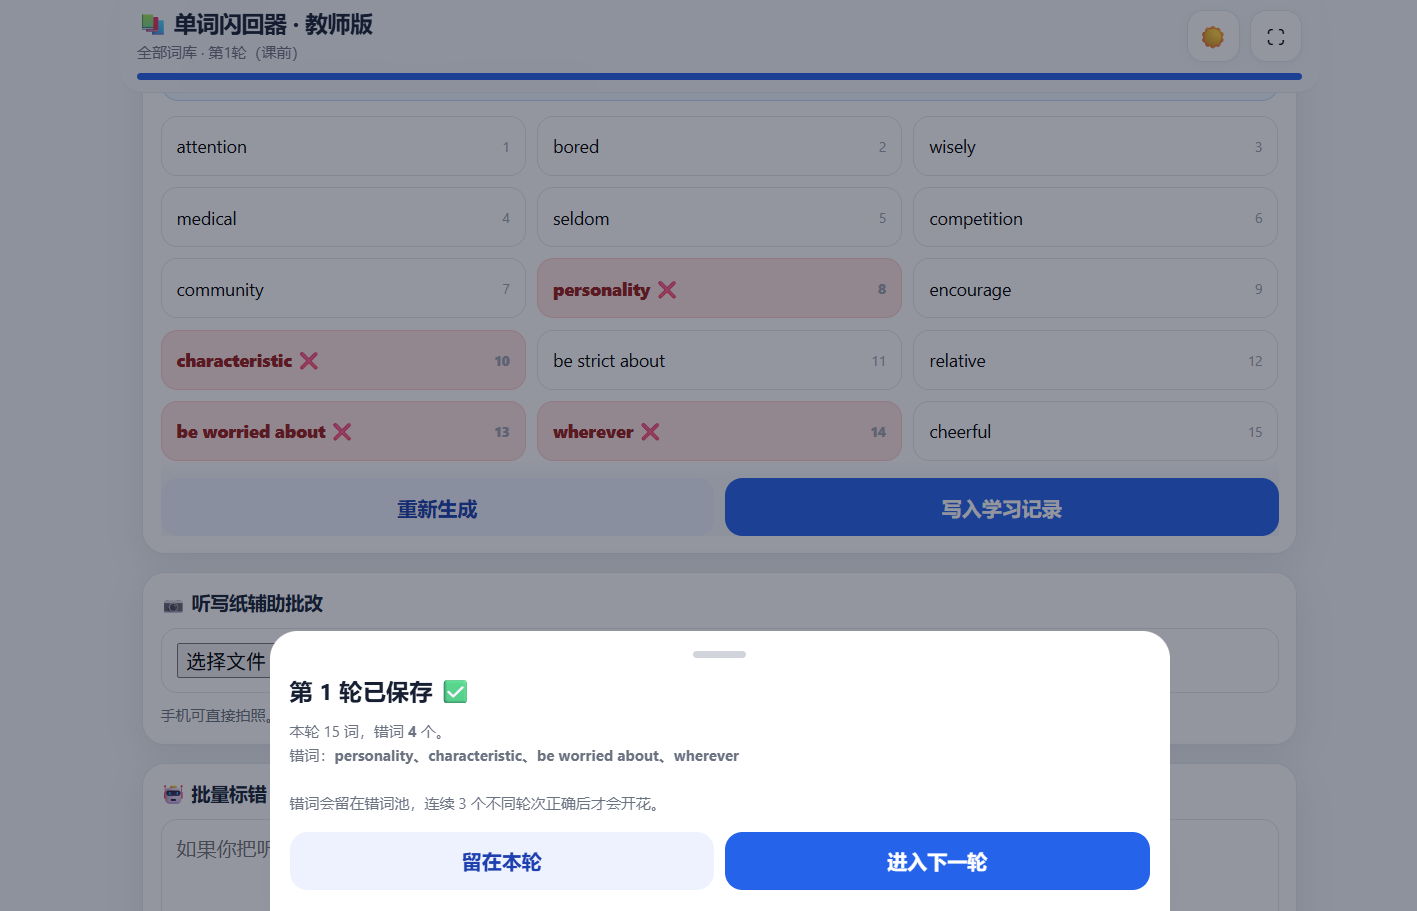 单词闪回器 · 教师版
全部词库 · 第1轮（课前）
attention 1
bored 2
wisely 3
medical 4
seldom 5
competition 6
community 7
personality ❌ 8
encourage 9
characteristic ❌ 10
be strict about 11
relative 12
be worried about ❌ 13
wherever ❌ 14
cheerful 15
重新生成
写入学习记录
听写纸辅助批改
选择文件
手机可直接拍照。
第 1 轮已保存 ✅
本轮 15 词，错词 4 个。
错词：personality、characteristic、be worried about、wherever
错词会留在错词池，连续 3 个不同轮次正确后才会开花。
留在本轮
进入下一轮
批量标错
如果你把听